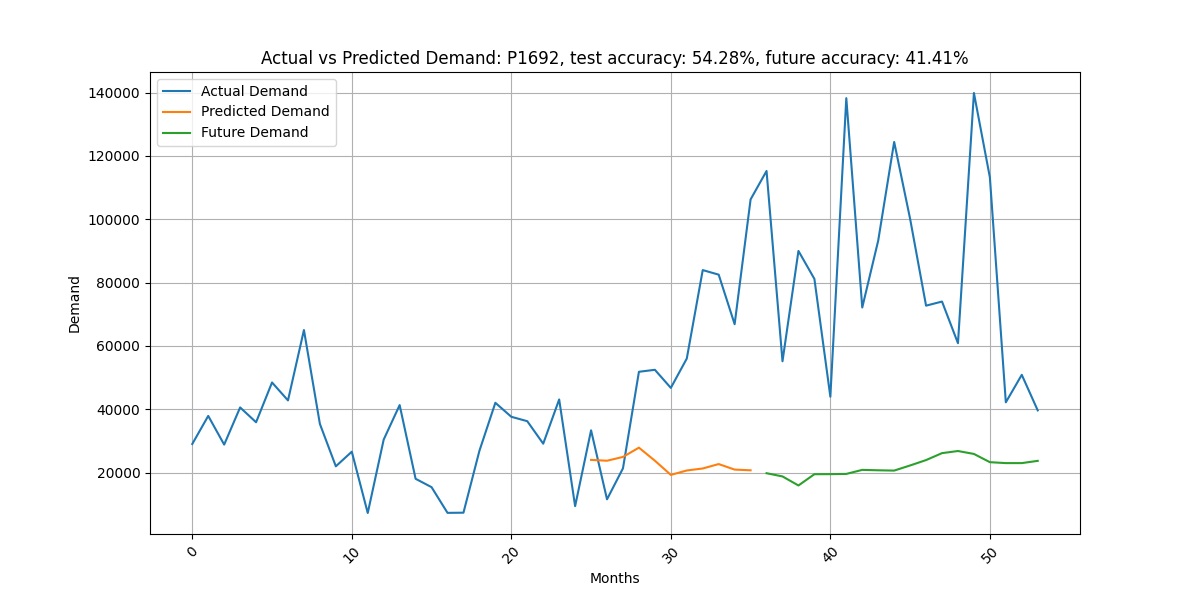 Actual vs Predicted Demand: P1692, test accuracy: 54.28%, future accuracy: 41.41%
Actual Demand
Predicted Demand
Future Demand
140000
120000
100000
80000
60000
40000
20000
Demand
0
10
20
30
40
50
Months